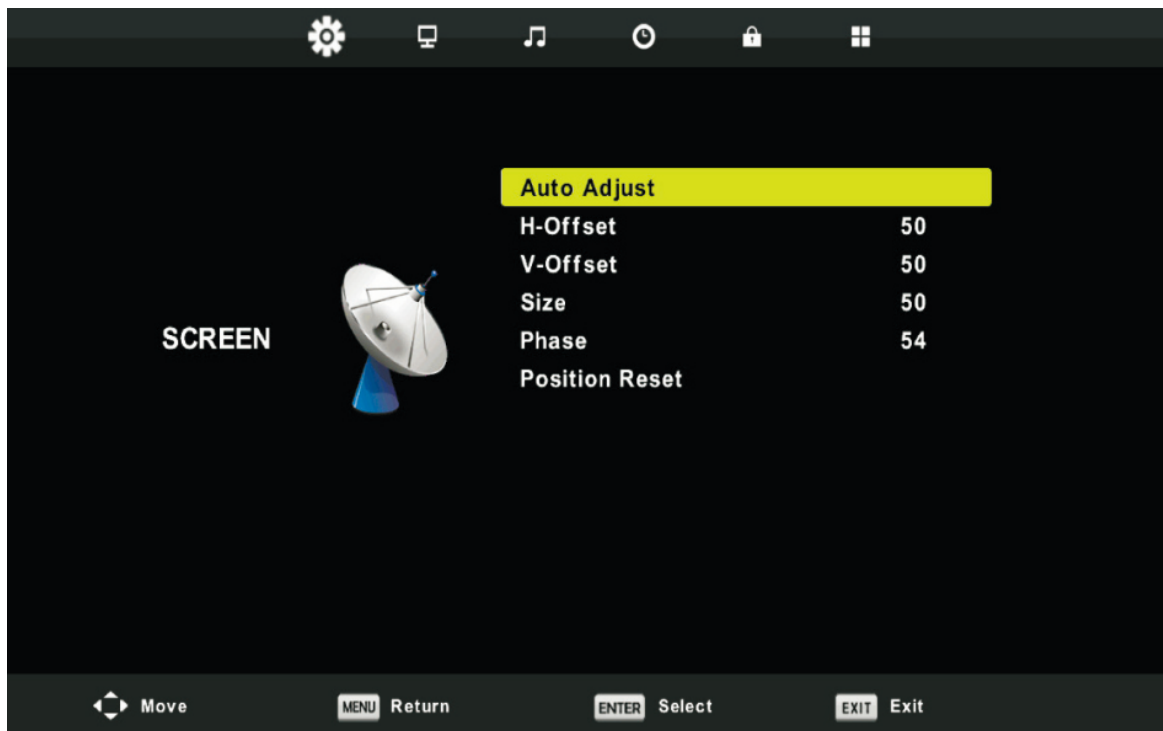 Auto Adjust
H-Offset 50
V-Offset 50
Size 50
SCREEN
Phase 54
Position Reset
Move MENU Return ENTER Select EXIT Exit